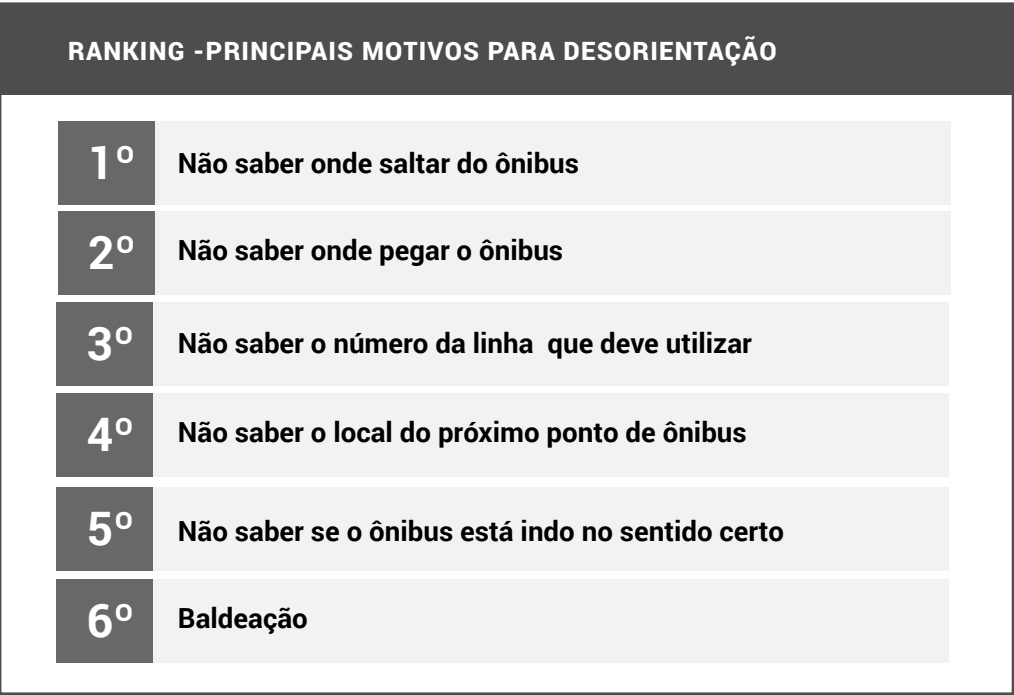 RANKING -PRINCIPAIS MOTIVOS PARA DESORIENTAÇÃO
1º Não saber onde saltar do ônibus
2º Não saber onde pegar o ônibus
3º Não saber o número da linha  que deve utilizar
4º Não saber o local do próximo ponto de ônibus
5º Não saber se o ônibus está indo no sentido certo
6º Baldeação